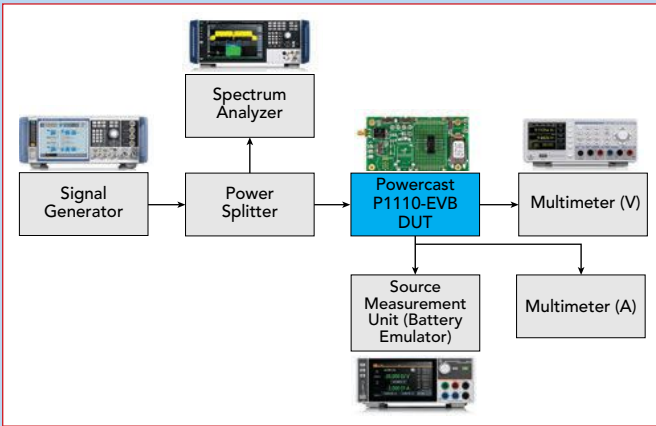 Spectrum
Analyzer
Signal
Generator
Power
Splitter
Powercast
P1110-EVB
DUT
Multimeter (V)
Source
Measurement
Unit (Battery
Emulator)
Multimeter (A)